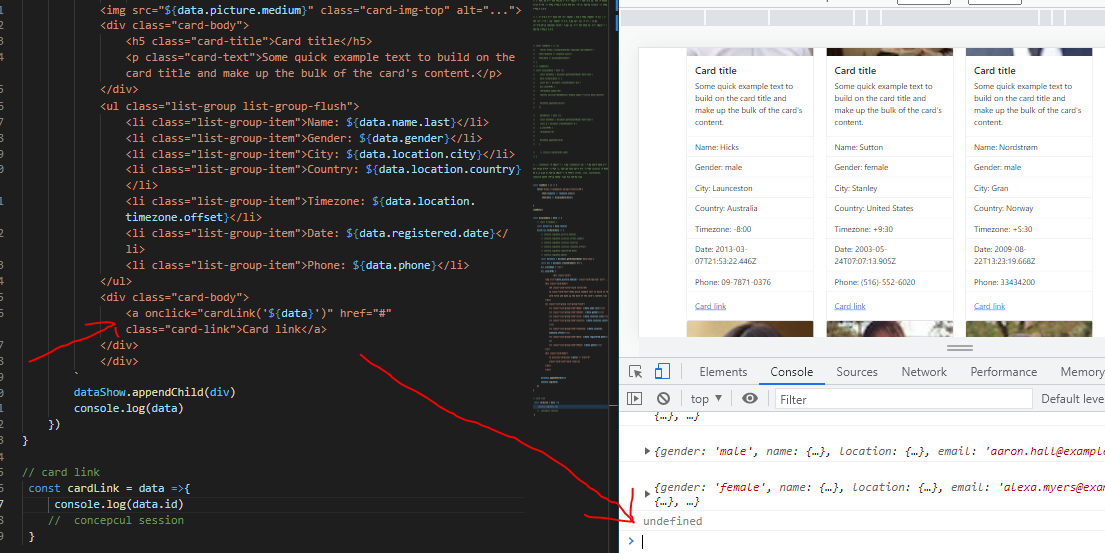 <img src="${data.picture.medium}" class="card-img-top" alt="...">
<div class="card-body">
<h5 class="card-title">Card title</h5>
<p class="card-text">Some quick example text to build on the
card title and make up the bulk of the card's content.</p>
</div>
<ul class="list-group list-group-flush">
<li class="list-group-item">Name: ${data.name.last}</li>
<li class="list-group-item">Gender: ${data.gender}</li>
<li class="list-group-item">City: ${data.location.city}</li>
<li class="list-group-item">Country: ${data.location.country}
</li>
<li class="list-group-item">Timezone: ${data.location.
timezone.offset}</li>
<li class="list-group-item">Date: ${data.registered.date}</
li>
<li class="list-group-item">Phone: ${data.phone}</li>
</ul>
<div class="card-body">
<a onclick="cardLink('${data}')" href="#"
class="card-link">Card link</a>
</div>
</div>
`
dataShow.appendChild(div)
console.log(data)
})
}
// card link
const cardLink = data =>{
console.log(data.id)
// concepcul session
}
Card title
Some quick example text to
build on the card title and
make up the bulk of the card's
content.
Name: Hicks
Gender: male
City: Launceston
Country: Australia
Timezone: -8:00
Date: 2013-03-
07T21:53:22.446Z
Phone: 09-7871-0376
Card link
Card title
Some quick example text to
build on the card title and
make up the bulk of the card's
content.
Name: Sutton
Gender: female
City: Stanley
Country: United States
Timezone: +9:30
Date: 2003-05-
24T07:07:13.905Z
Phone: (516)-552-6020
Card link
Card title
Some quick example text to
build on the card title and
make up the bulk of the card's
content.
Name: Nordstrøm
Gender: male
City: Gran
Country: Norway
Timezone: +5:30
Date: 2009-08-
22T13:23:19.668Z
Phone: 33434200
Card link
Elements Console Sources Network Performance Memory
top Filter Default leve
{…}, …}
{gender: 'male', name: {…}, location: {…}, email: 'aaron.hall@example
{gender: 'female', name: {…}, location: {…}, email: 'alexa.myers@exa
{…}, …}
undefined
>